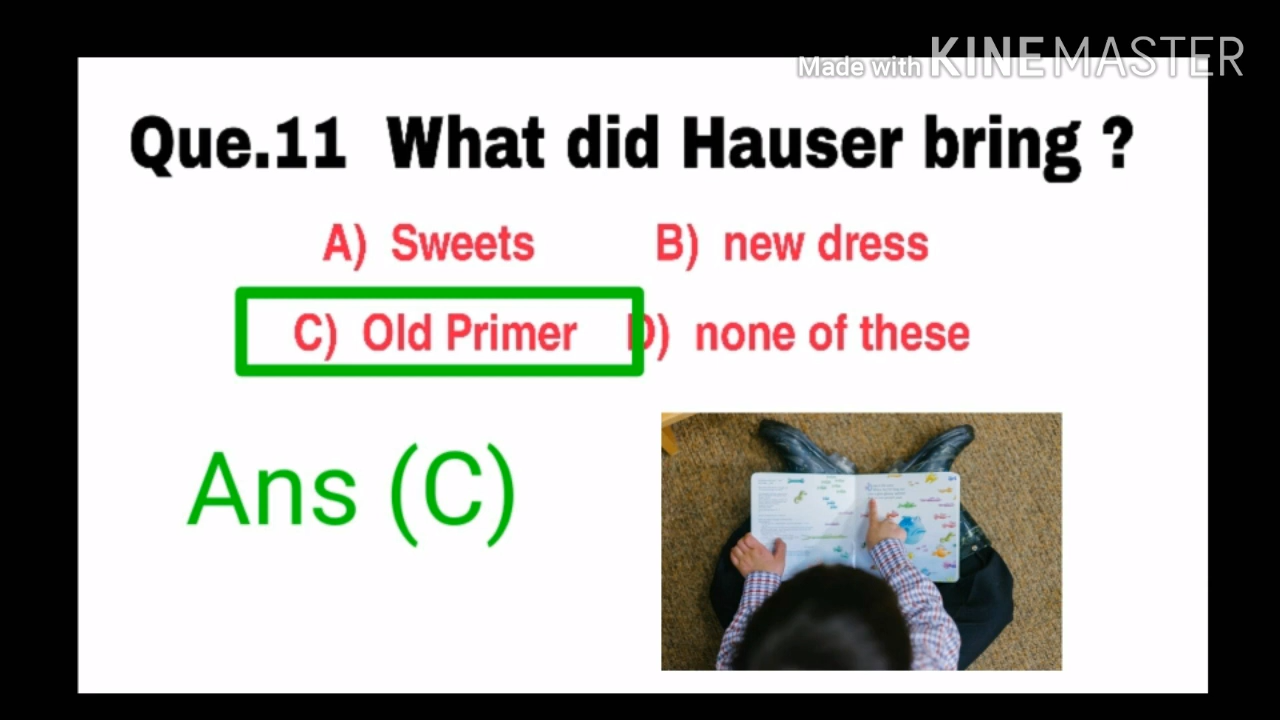 Made with KINEMASTER
Que.11 What did Hauser bring ?
A) Sweets B) new dress
C) Old Primer D) none of these
Ans (C)